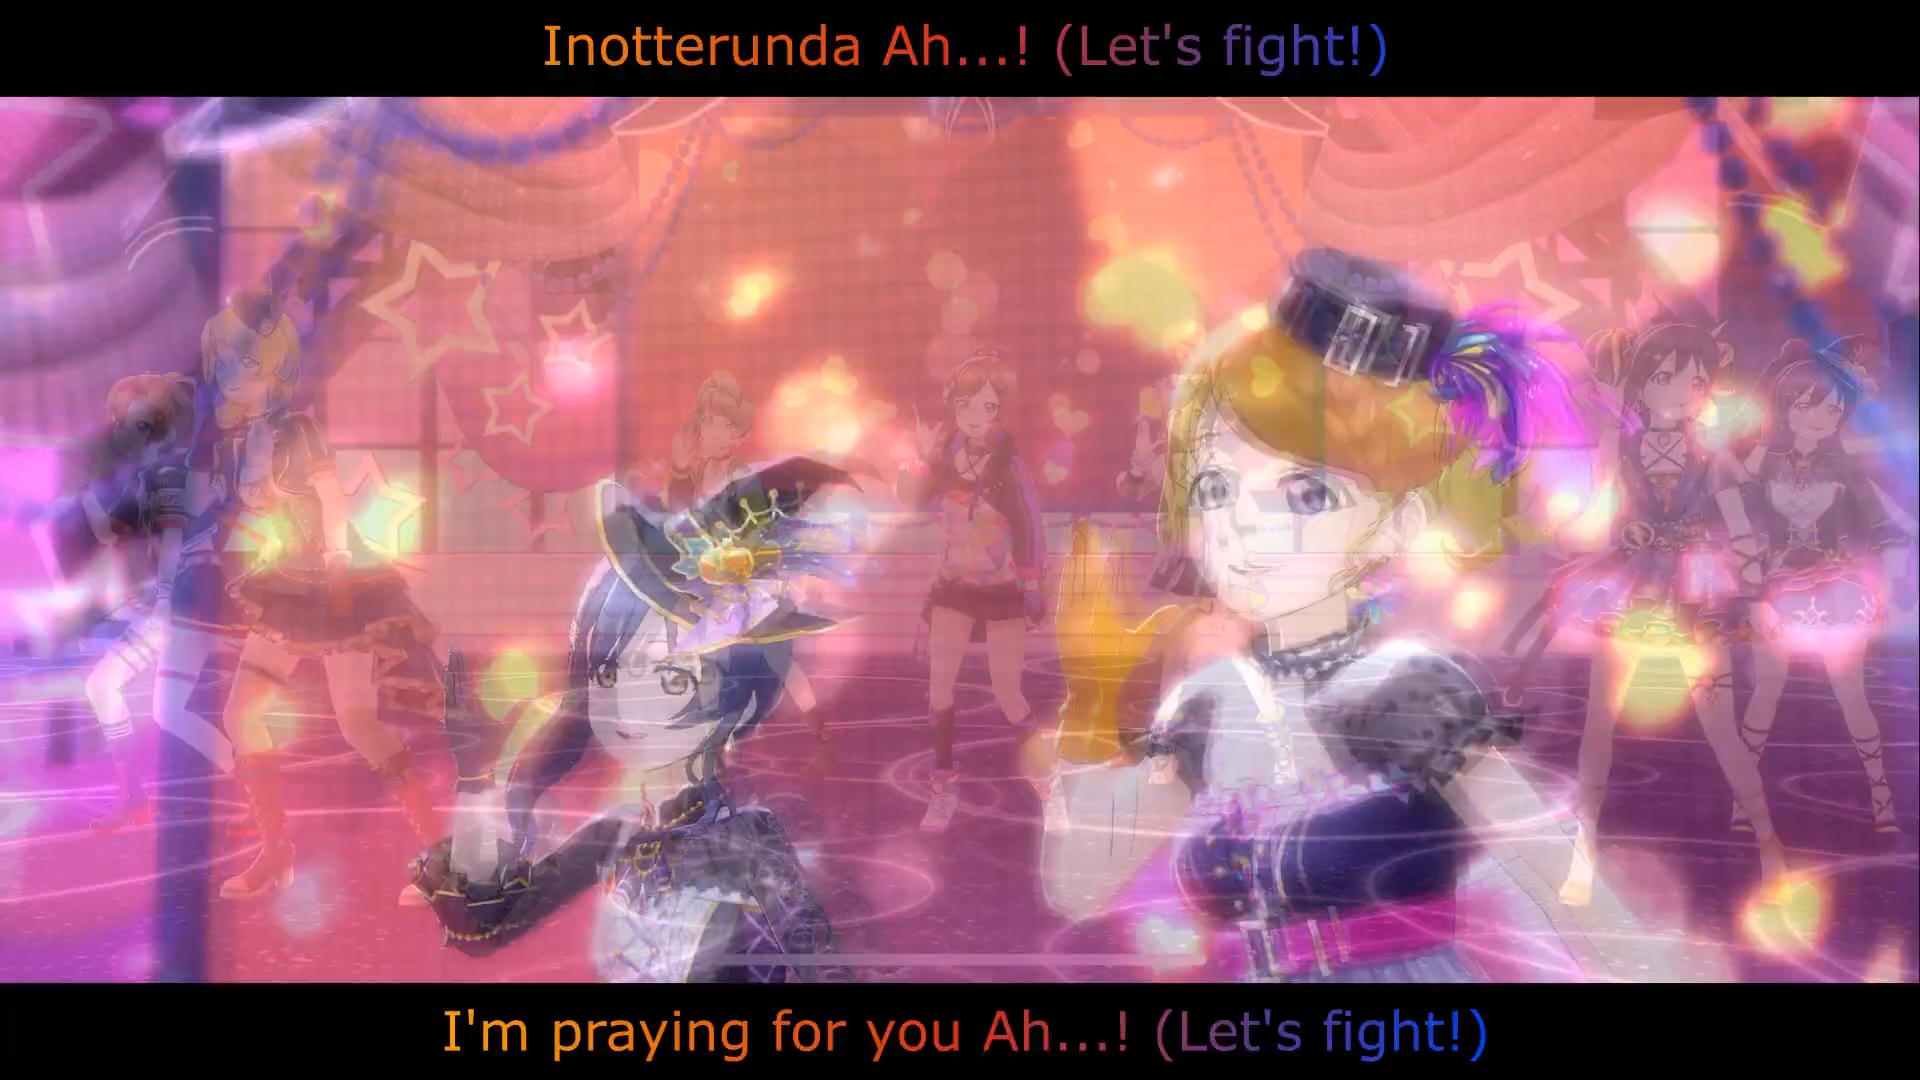 Inotterunda Ah...! (Let's fight!)
I'm praying for you Ah...! (Let's fight!)